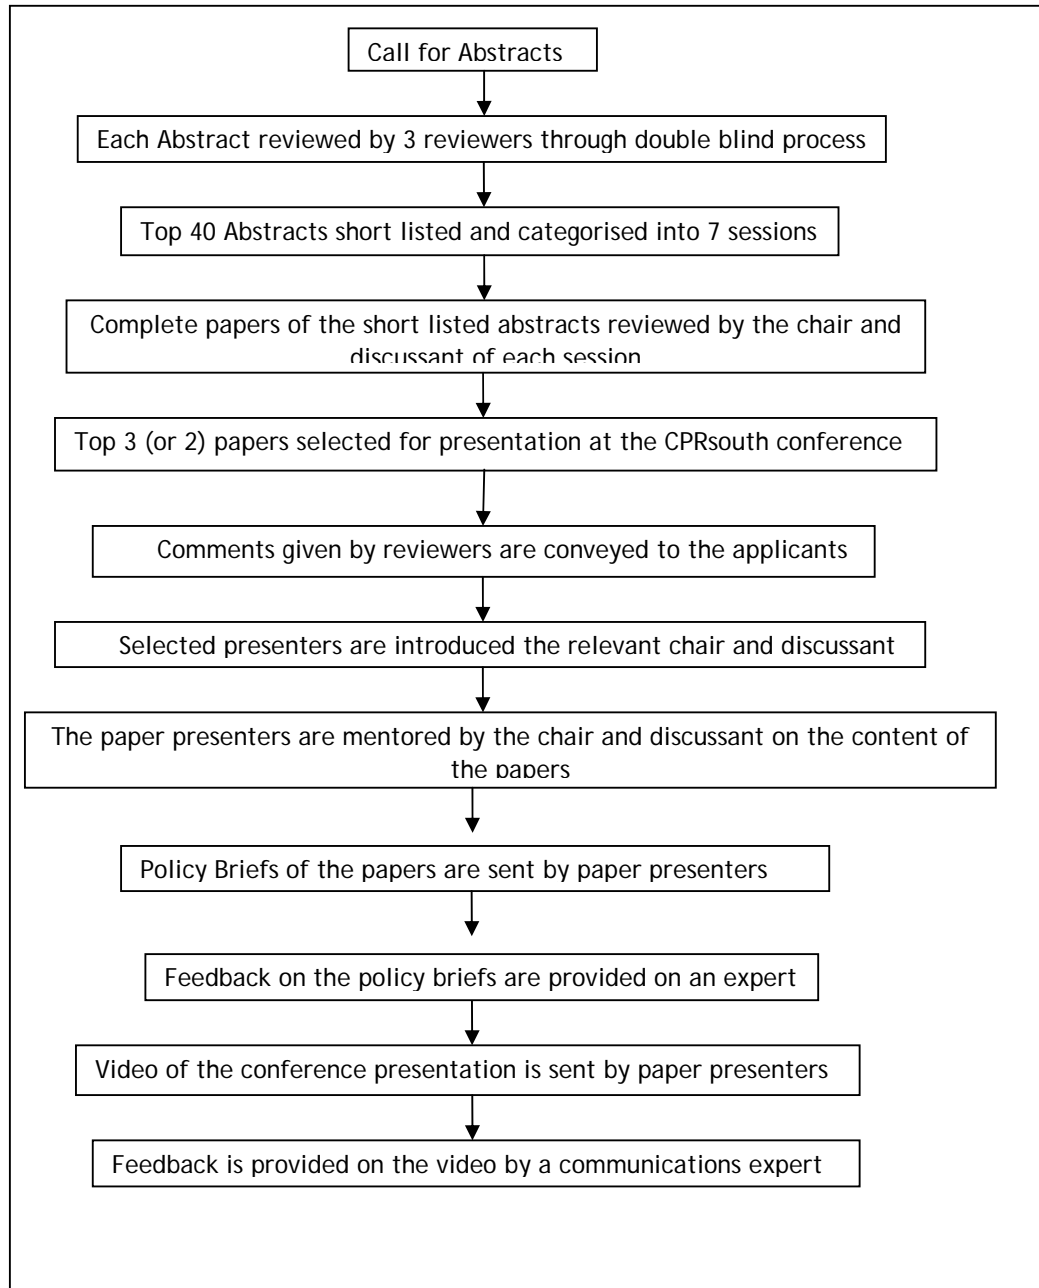 Call for Abstracts
Each Abstract reviewed by 3 reviewers through double blind process
Top 40 Abstracts short listed and categorised into 7 sessions
Complete papers of the short listed abstracts reviewed by the chair and
discussant of each session
Top 3 (or 2) papers selected for presentation at the CPRsouth conference
Comments given by reviewers are conveyed to the applicants
Selected presenters are introduced the relevant chair and discussant
The paper presenters are mentored by the chair and discussant on the content of
the papers
Policy Briefs of the papers are sent by paper presenters
Feedback on the policy briefs are provided on an expert
Video of the conference presentation is sent by paper presenters
Feedback is provided on the video by a communications expert